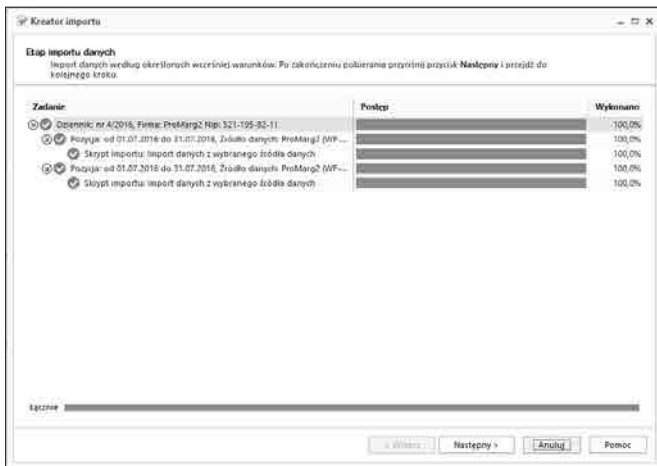 Kreator importu
Etap importu danych
Import danych według określonych wcześniej warunków. Po zakończeniu pobierania przyciśnij przycisk Następny i przejdź do
kolejnego kroku.
Zadanie Postęp Wykonano
Dziennik: nr 4/2016, Firma: ProMarg2 Nip: 521-195-82-11 100,0%
Pozycja: od 01.07.2016 do 31.07.2016, Źródło danych: ProMarg2 (WF-... 100,0%
Skrypt importu: Import danych z wybranego źródła danych 100,0%
Pozycja: od 01.07.2016 do 31.07.2016, Źródło danych: ProMarg2 (WF-... 100,0%
Skrypt importu: Import danych z wybranego źródła danych 100,0%
Łącznie
< Wstecz Następny > Anuluj Pomoc